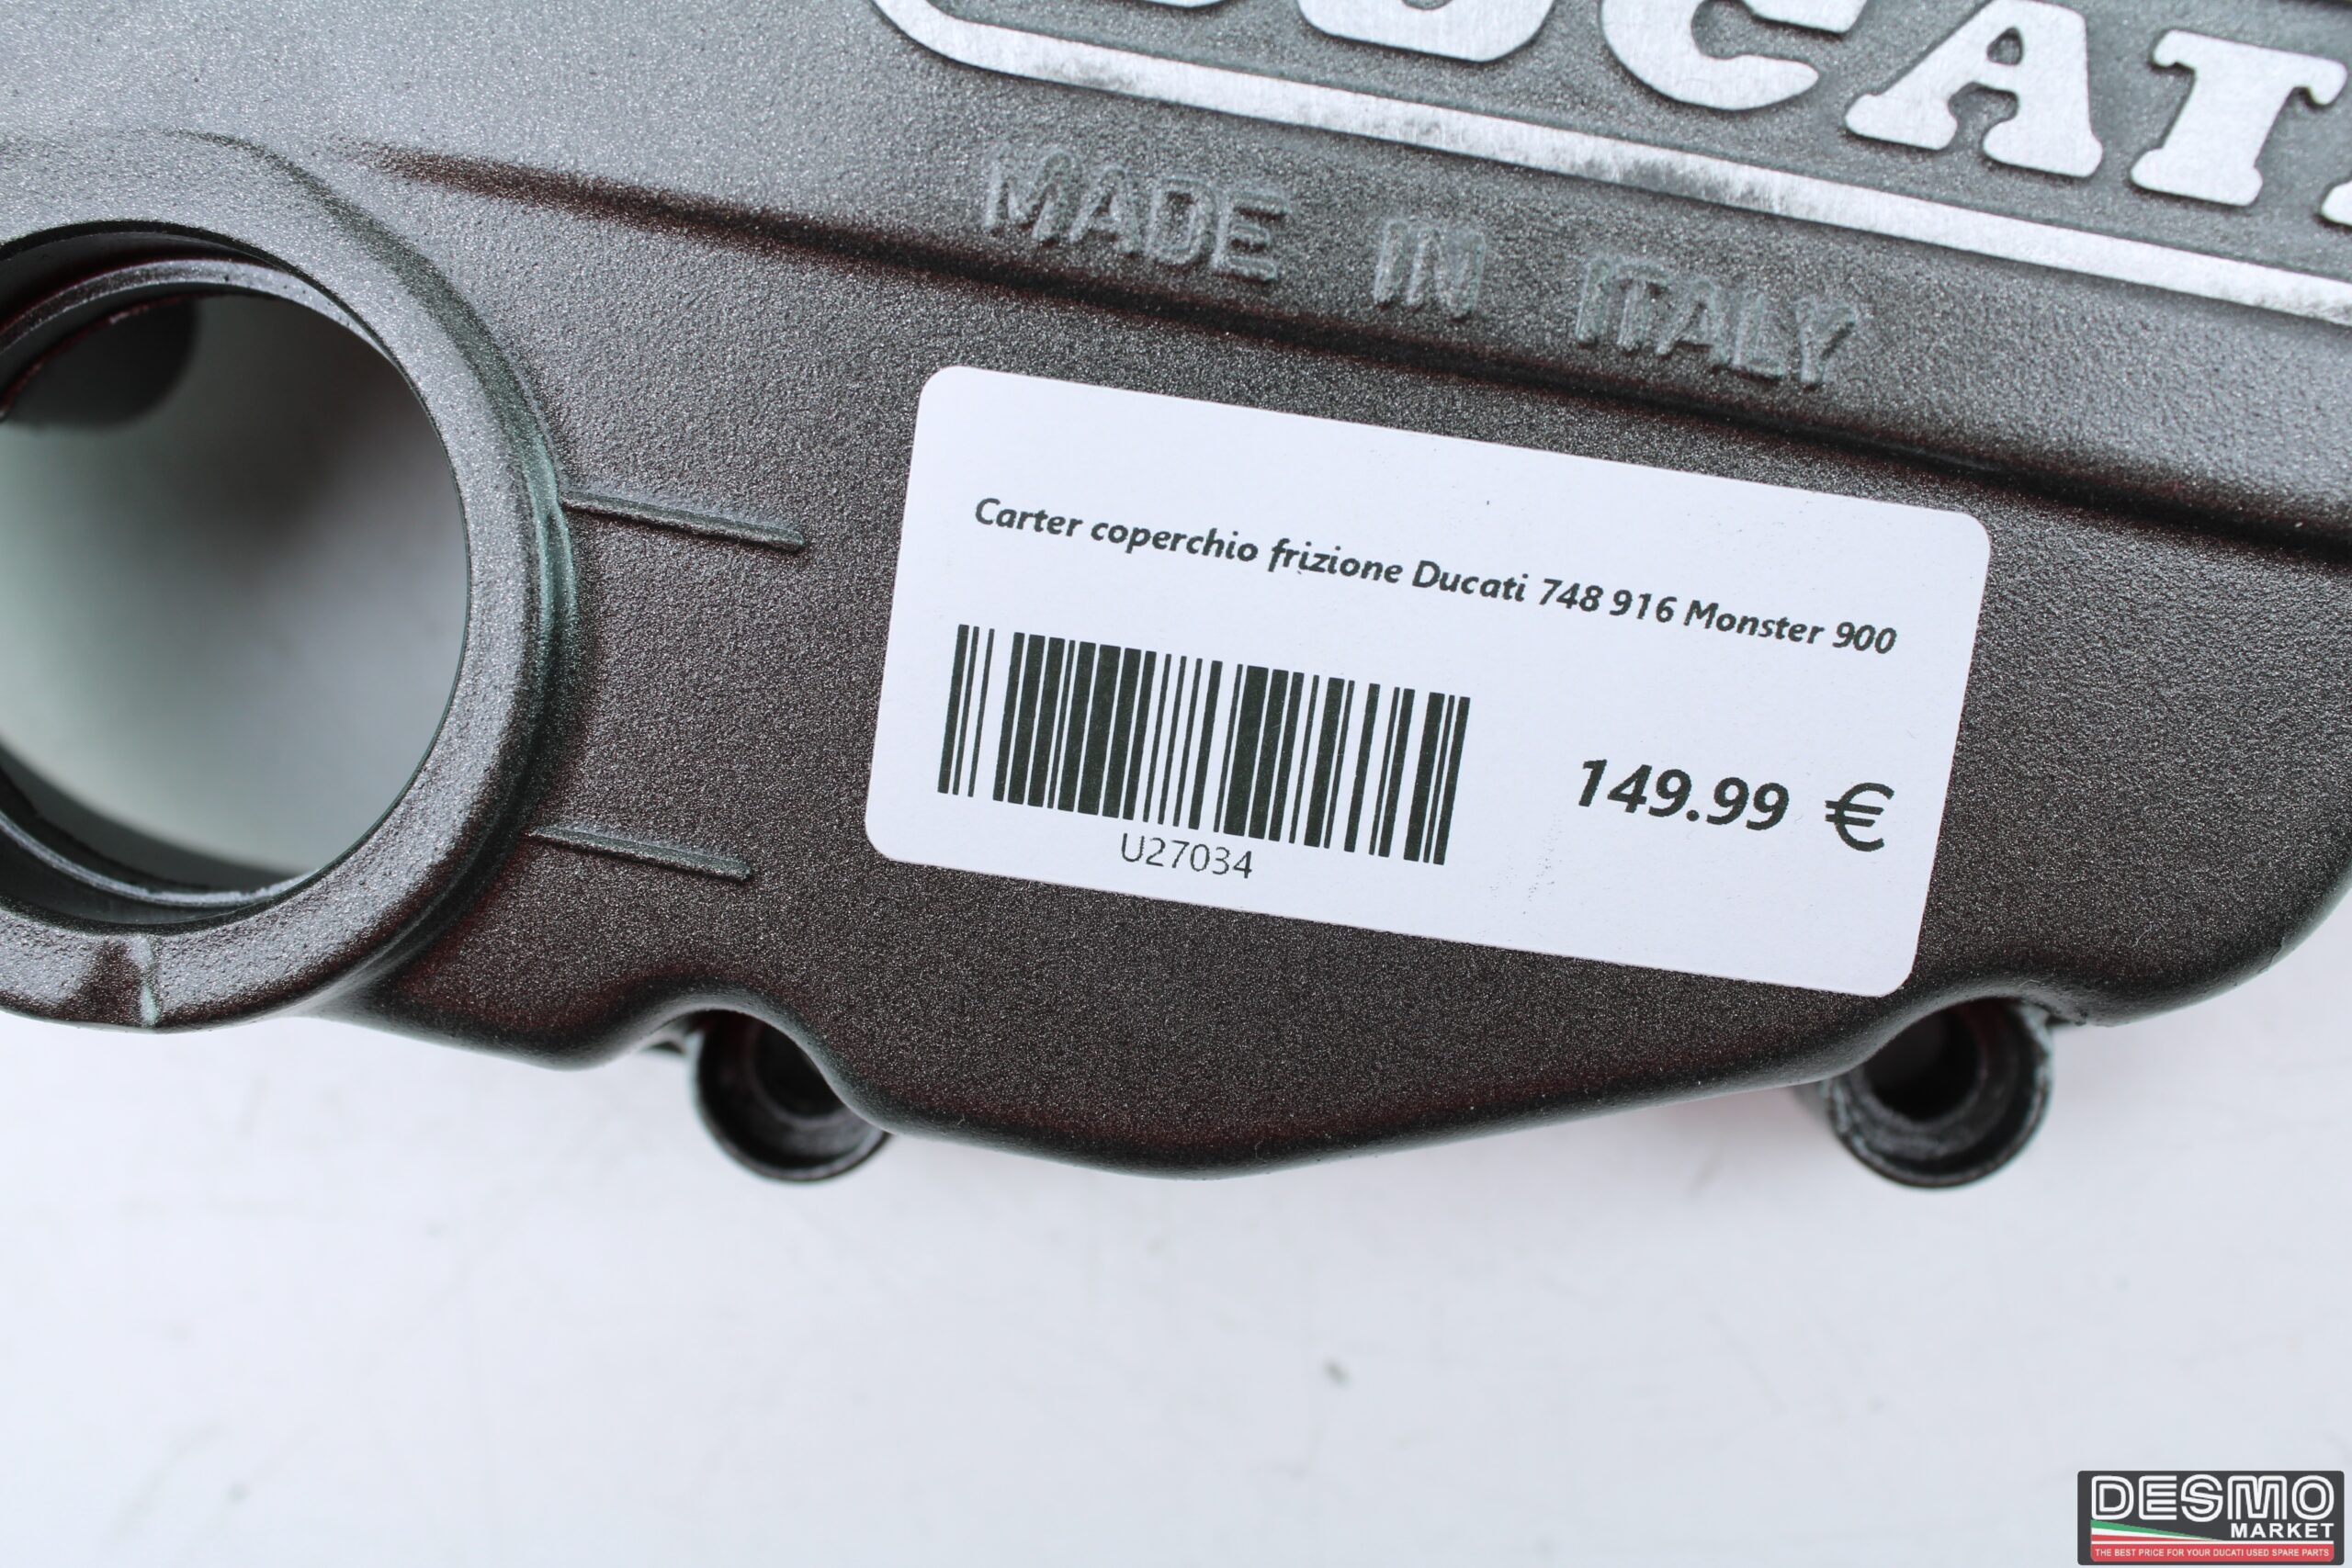 DUCATI
MADE IN ITALY
Carter coperchio frizione Ducati 748 916 Monster 900
149.99 €
U27034
DESMO
MARKET
THE BEST PRICE FOR YOUR DUCATI USED SPARE PARTS